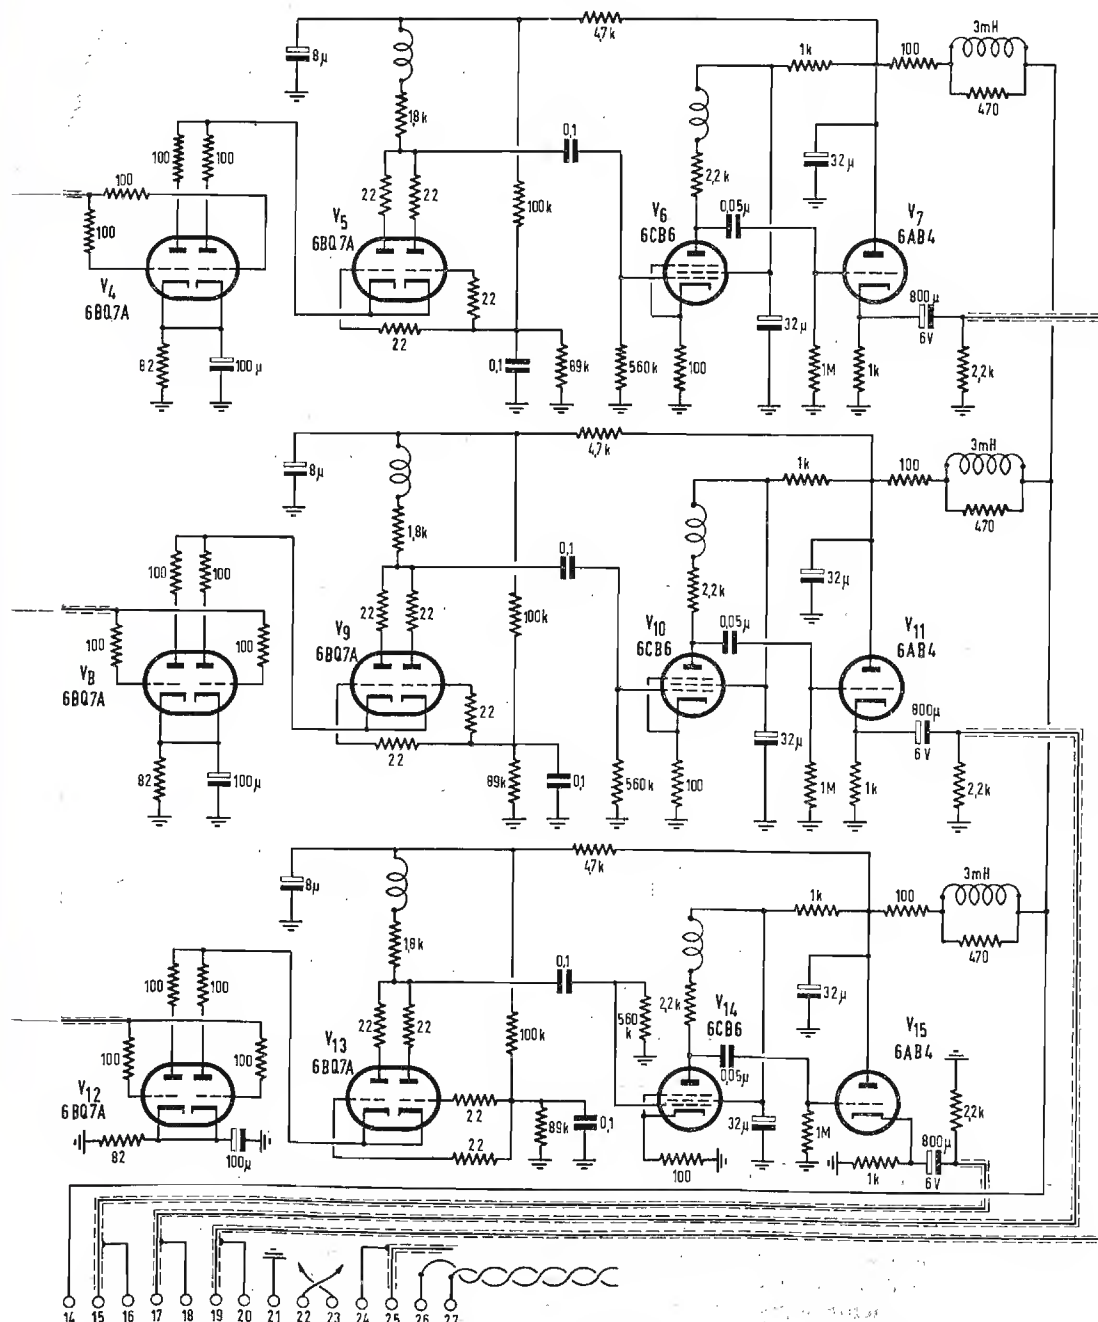 3mH
4,7k
1k
100
8μ
470
1,8k
0,1
100
100
32μ
100
2,2k
22
22
100k
0,05μ
V5
6BQ7A
V6
6CB6
V7
6AB4
100
V4
6BQ7A
22
800μ
6V
32μ
22
82
100μ
0,1
89k
560k
100
1M
1k
2,2k
3mH
4,7k
1k
100
8μ
470
1,8k
0,1
100
100
32μ
2,2k
22
22
100k
0,05μ
V9
6BQ7A
V10
6CB6
V11
6AB4
100
100
V8
6BQ7A
22
800μ
6V
32μ
22
82
100μ
89k
0,1
560k
100
1M
1k
2,2k
3mH
4,7k
1k
100
8μ
470
1,8k
0,1
100
100
2,2k
32μ
560
k
V14
6CB6
22
22
100k
V15
6AB4
V13
6BQ7A
100
100
0,05μ
V12
6BQ7A
22
2,2k
89k
0,1
32μ
1M
22
800μ
6V
82
100μ
100
1k
14
15
16
17
18
19
20
21
22
23
24
25
26
27